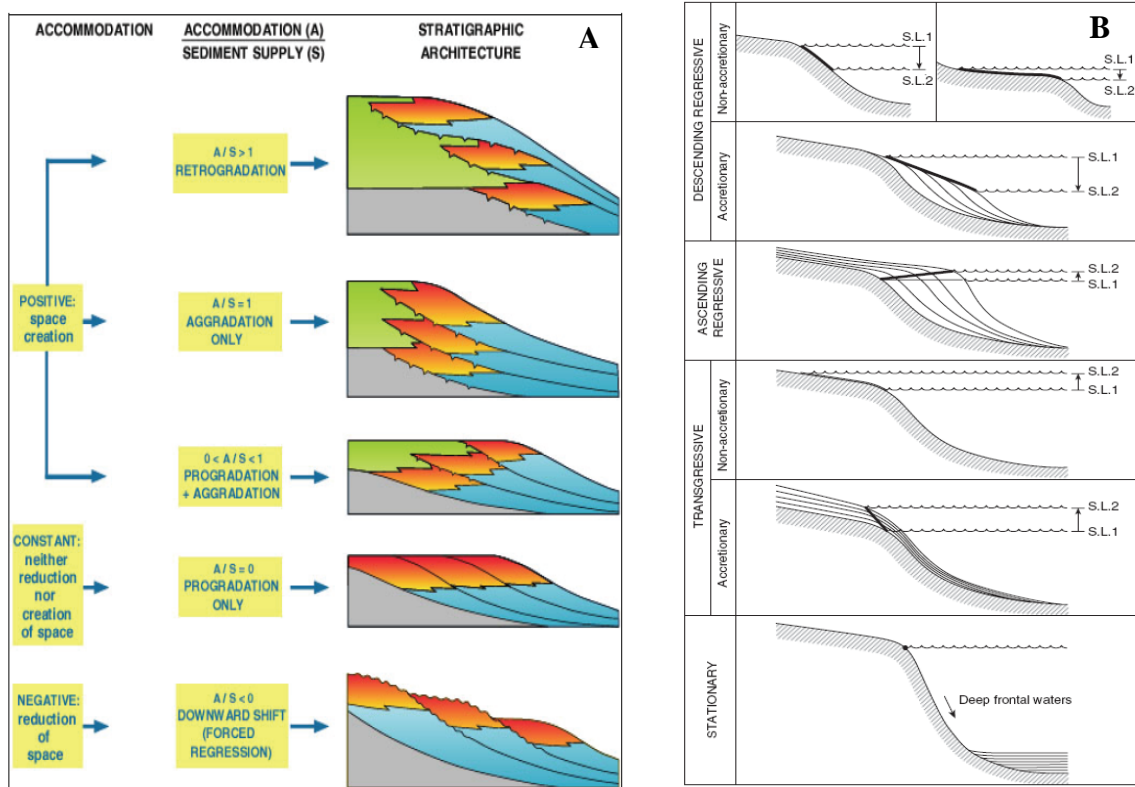 ACCOMMODATION
ACCOMMODATION (A)
SEDIMENT SUPPLY (S)
STRATIGRAPHIC
ARCHITECTURE
A
A / S > 1
RETROGRADATION
POSITIVE:
space
creation
A / S = 1
AGGRADATION
ONLY
0 < A / S < 1
PROGRADATION
+ AGGRADATION
CONSTANT:
neither
reduction
nor
creation
of space
A / S = 0
PROGRADATION
ONLY
NEGATIVE:
reduction
of
space
A / S < 0
DOWNWARD SHIFT
(FORCED
REGRESSION)
B
DESCENDING REGRESSIVE
Non-accretionary
S.L.1
S.L.2
S.L.1
S.L.2
Accretionary
S.L.1
S.L.2
ASCENDING
REGRESSIVE
S.L.2
S.L.1
TRANSGRESSIVE
Non-accretionary
S.L.2
S.L.1
Accretionary
S.L.2
S.L.1
STATIONARY
Deep frontal waters